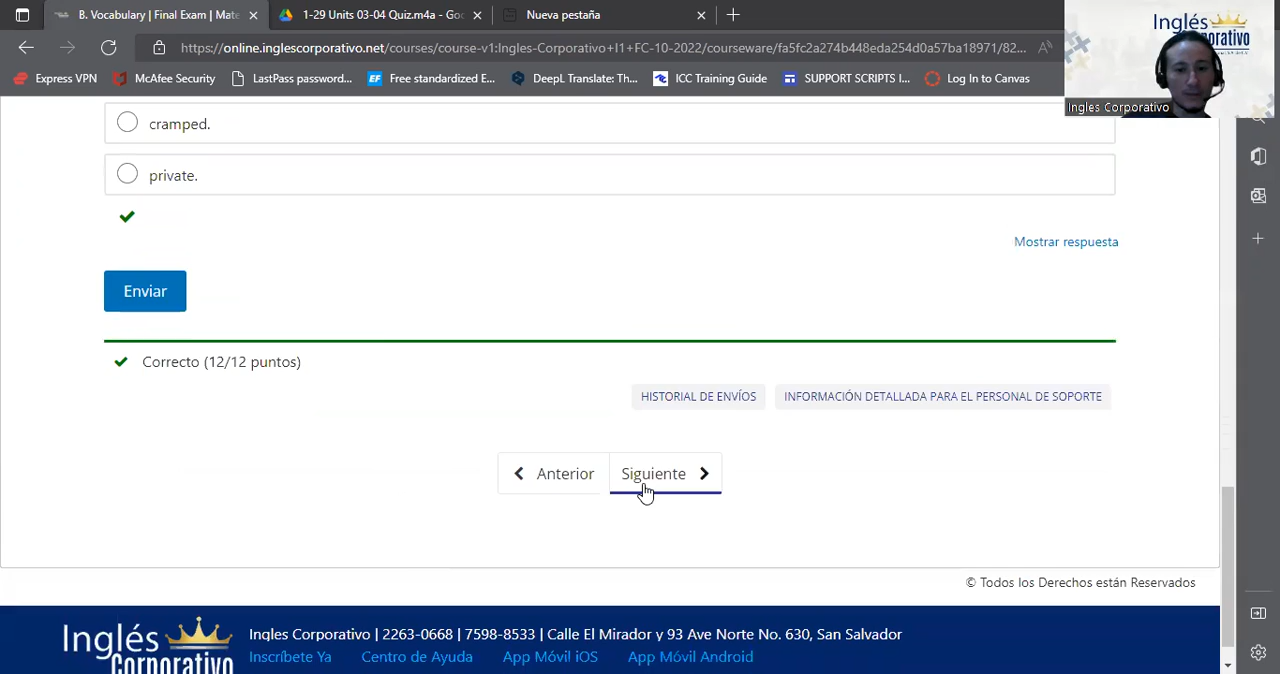 B. Vocabulary | Final Exam | Mate
1-29 Units 03-04 Quiz.m4a - Goo
Nueva pestaña
https://online.inglescorporativo.net/courses/course-v1:Ingles-Corporativo+I1+FC-10-2022/courseware/fa5fc2a274b448eda254d0a57ba18971/82...
Express VPN
McAfee Security
LastPass password...
EF Free standardized E...
DeepL Translate: Th...
ICC Training Guide
SUPPORT SCRIPTS I...
Log In to Canvas
Inglés
Corporativo
Ingles Corporativo
cramped.
private.
Mostrar respuesta
Enviar
Correcto (12/12 puntos)
HISTORIAL DE ENVÍOS
INFORMACIÓN DETALLADA PARA EL PERSONAL DE SOPORTE
Anterior
Siguiente
© Todos los Derechos están Reservados
Inglés
Corporativo
Ingles Corporativo | 2263-0668 | 7598-8533 | Calle El Mirador y 93 Ave Norte No. 630, San Salvador
Inscríbete Ya
Centro de Ayuda
App Móvil iOS
App Móvil Android